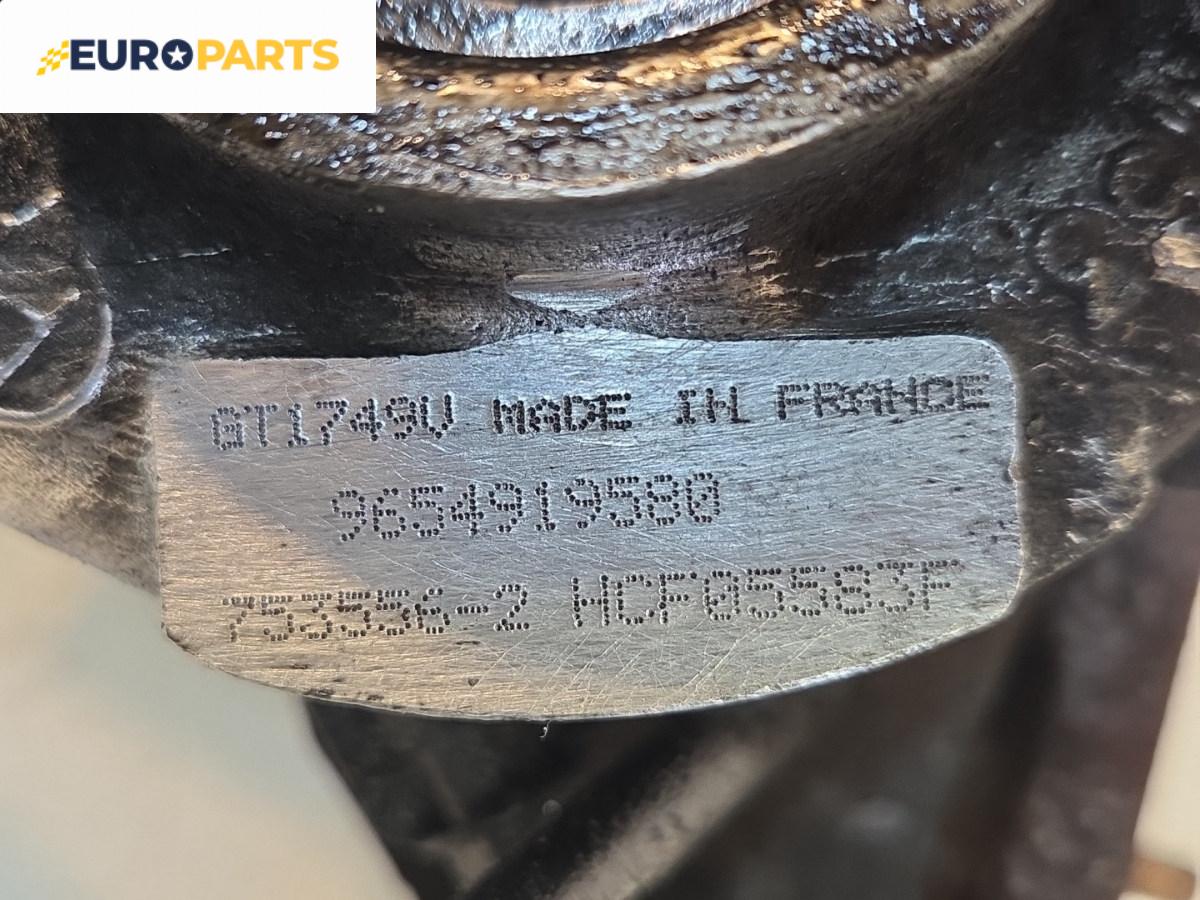 EUROPARTS
GT1749V MADE IN FRANCE
9654919580
753556-2 HCF05583F